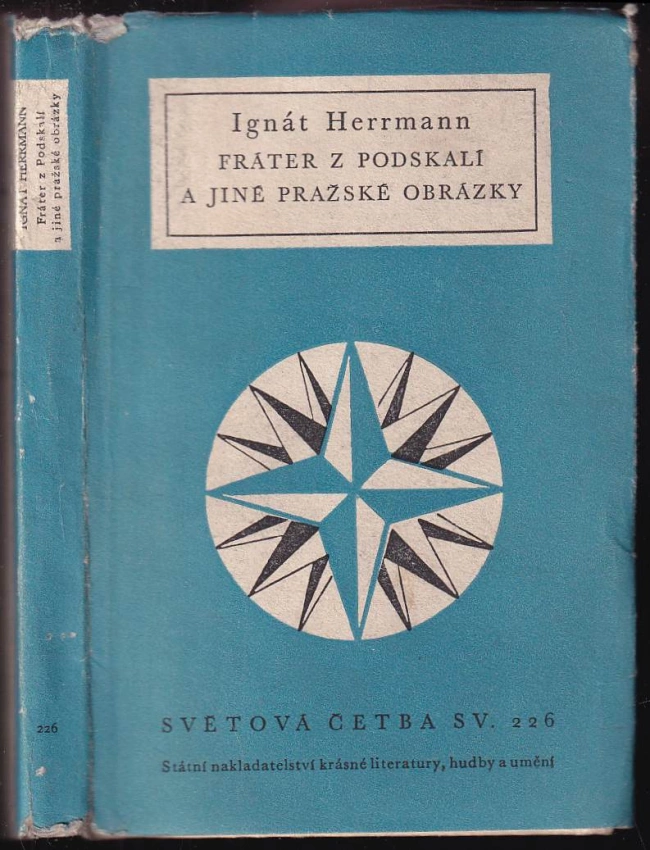 Ignát Herrmann
FRÁTER Z PODSKALÍ
A JINÉ PRAŽSKÉ OBRÁZKY
SVĚTOVÁ ČETBA SV. 226
Státní nakladatelství krásné literatury, hudby a umění
IGNÁT HERRMANN
Fráter z Podskalí
a jiné pražské obrázky
226